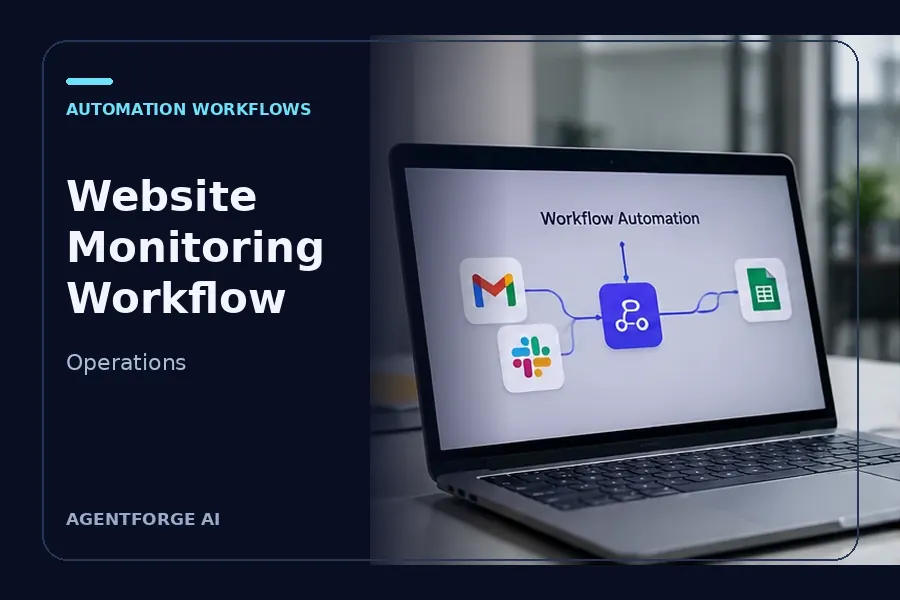 AUTOMATION WORKFLOWS
Website
Monitoring
Workflow
Operations
AGENTFORGE AI
Workflow Automation